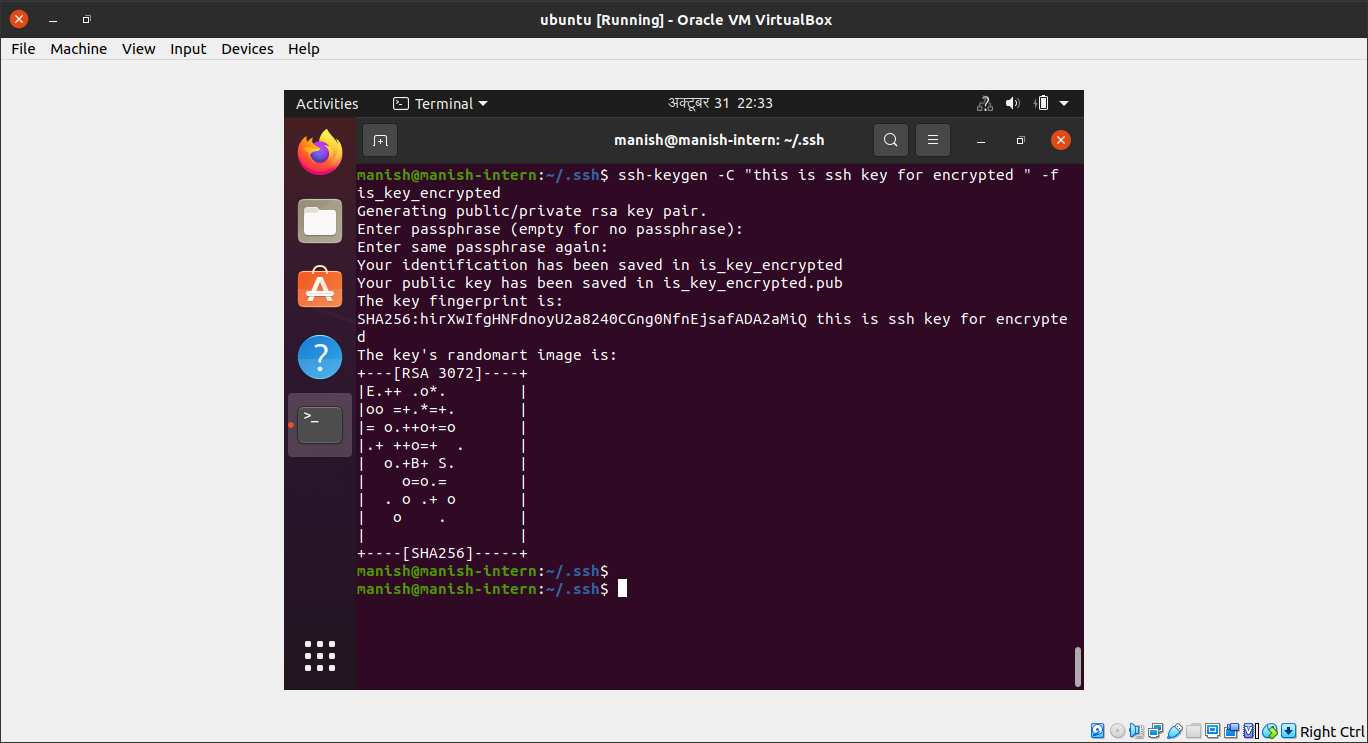 ubuntu [Running] - Oracle VM VirtualBox
File Machine View Input Devices Help
Activities Terminal अक्टूबर 31 22:33
manish@manish-intern: ~/.ssh
manish@manish-intern:~/.ssh$ ssh-keygen -C "this is ssh key for encrypted " -f
is_key_encrypted
Generating public/private rsa key pair.
Enter passphrase (empty for no passphrase):
Enter same passphrase again:
Your identification has been saved in is_key_encrypted
Your public key has been saved in is_key_encrypted.pub
The key fingerprint is:
SHA256:hirXwIfgHNFdnoyU2a8240CGng0NfnEjsafADA2aMiQ this is ssh key for encrypte
d
The key's randomart image is:
+---[RSA 3072]----+
|E.++ .o*.        |
|oo =+.*=+.       |
|= o.++o+=o       |
|.+ ++o=+  .      |
|  o.+B+ S.       |
|    o=o.=        |
|  . o .+ o       |
|   o    .        |
|                 |
+----[SHA256]-----+
manish@manish-intern:~/.ssh$
manish@manish-intern:~/.ssh$
Right Ctrl